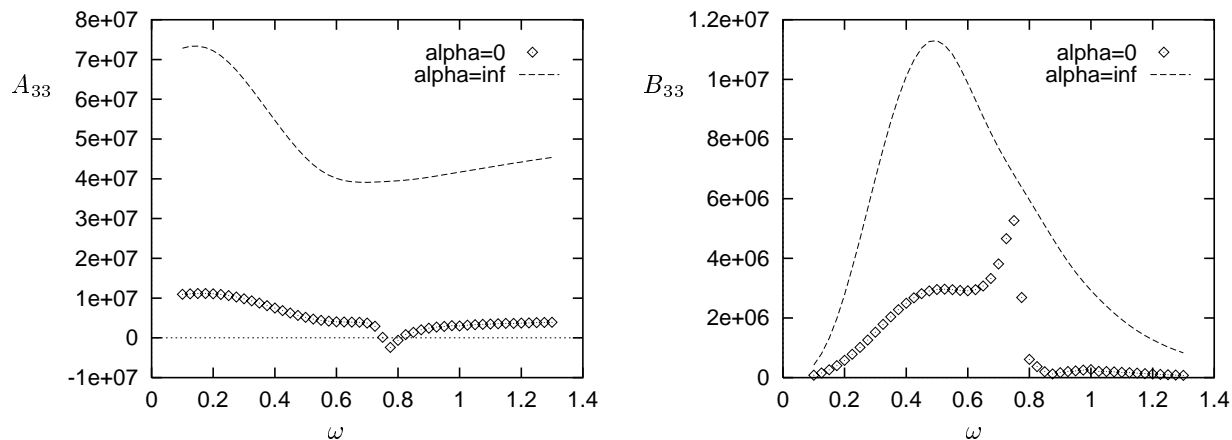 8e+07
7e+07
6e+07
5e+07
4e+07
3e+07
2e+07
1e+07
0
-1e+07
A33
alpha=0
alpha=inf
0 0.2 0.4 0.6 0.8 1 1.2 1.4
ω
1.2e+07
1e+07
8e+06
6e+06
4e+06
2e+06
0
B33
alpha=0
alpha=inf
0 0.2 0.4 0.6 0.8 1 1.2 1.4
ω